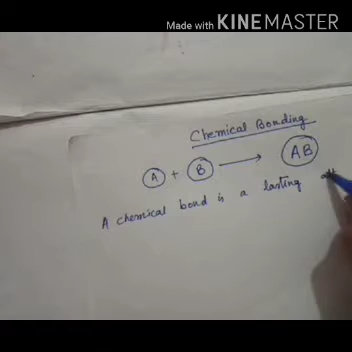 Made with KINEMASTER
Chemical Bonding
A + B → AB
A chemical bond is a lasting